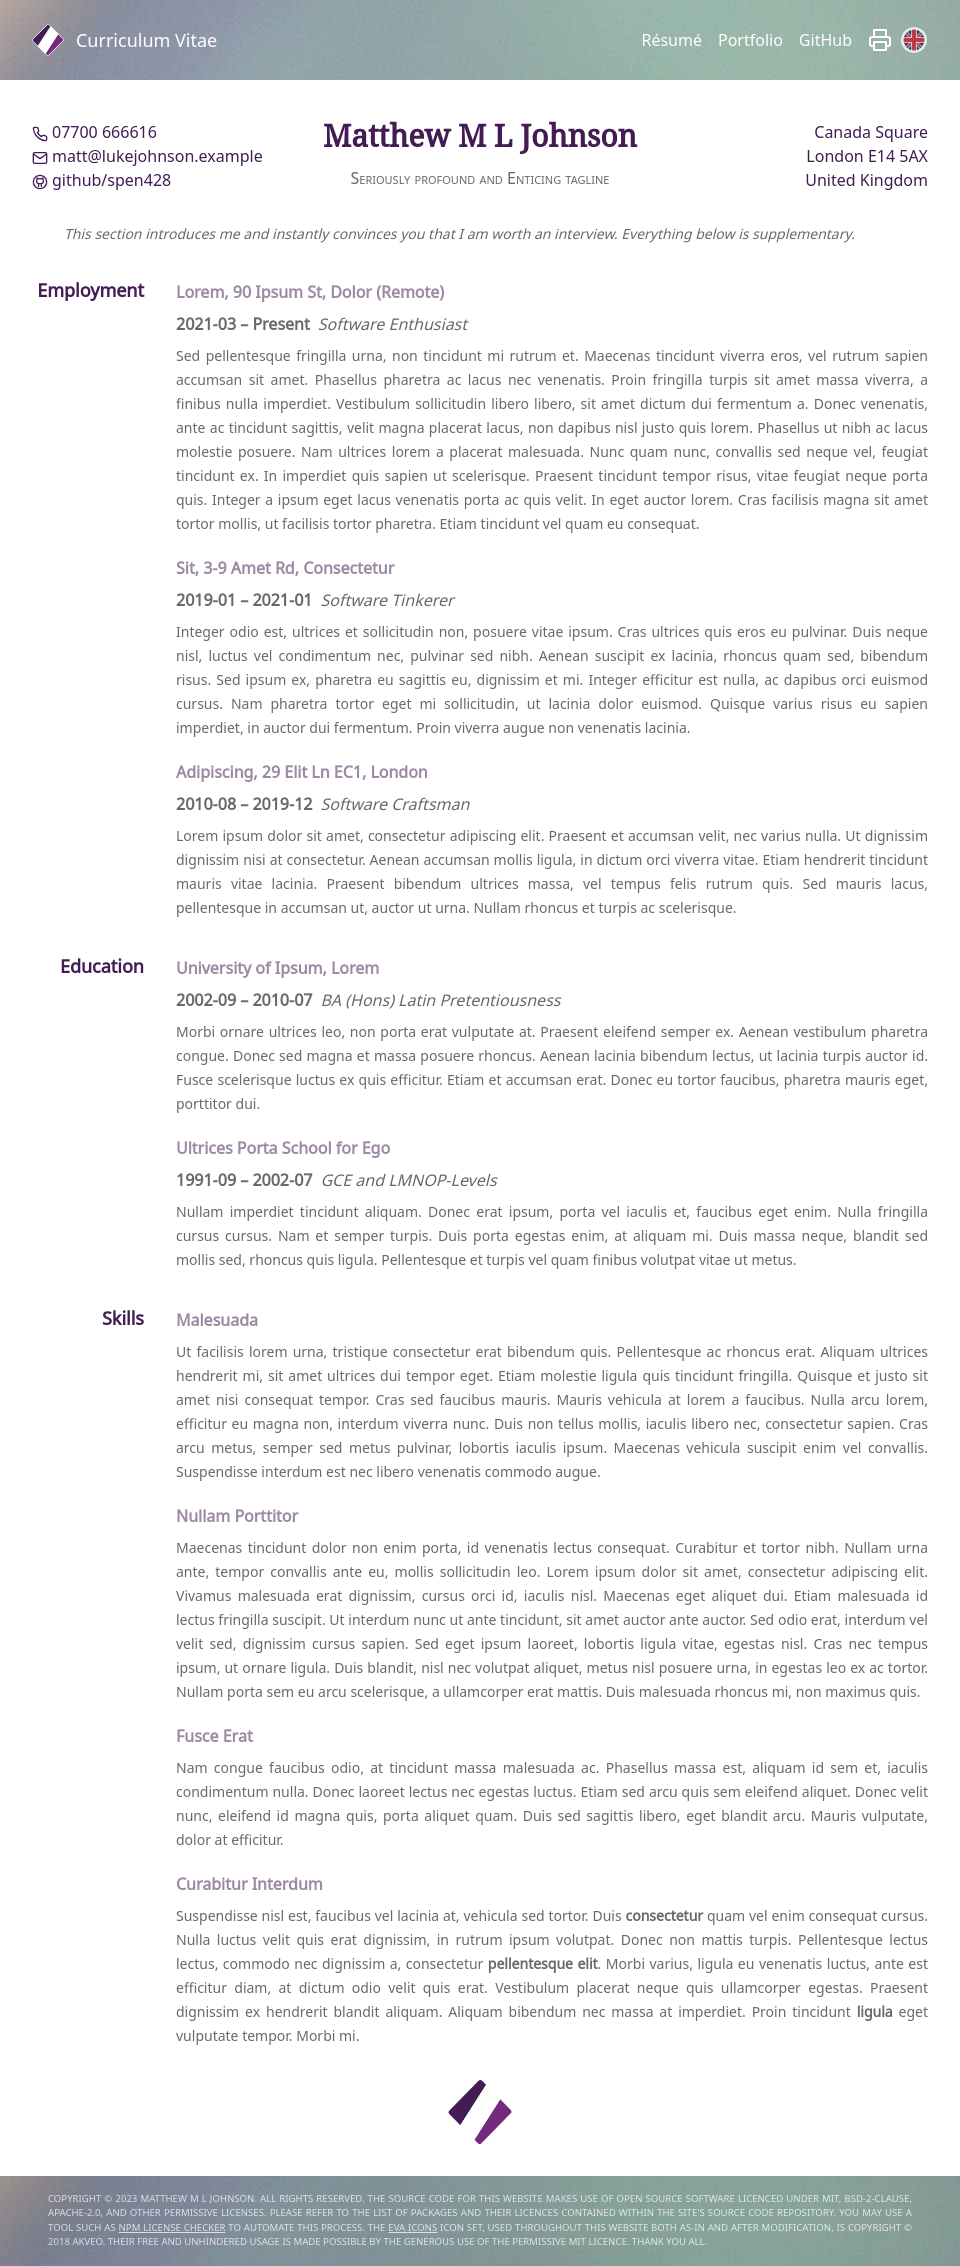 Curriculum Vitae
Résumé Portfolio GitHub
07700 666616
matt@lukejohnson.example
github/spen428
Matthew M L Johnson
Seriously profound and Enticing tagline
Canada Square
London E14 5AX
United Kingdom
This section introduces me and instantly convinces you that I am worth an interview. Everything below is supplementary.
Employment
Lorem, 90 Ipsum St, Dolor (Remote)
2021-03 – Present Software Enthusiast
Sed pellentesque fringilla urna, non tincidunt mi rutrum et. Maecenas tincidunt viverra eros, vel rutrum sapien
accumsan sit amet. Phasellus pharetra ac lacus nec venenatis. Proin fringilla turpis sit amet massa viverra, a
finibus nulla imperdiet. Vestibulum sollicitudin libero libero, sit amet dictum dui fermentum a. Donec venenatis,
ante ac tincidunt sagittis, velit magna placerat lacus, non dapibus nisl justo quis lorem. Phasellus ut nibh ac lacus
molestie posuere. Nam ultrices lorem a placerat malesuada. Nunc quam nunc, convallis sed neque vel, feugiat
tincidunt ex. In imperdiet quis sapien ut scelerisque. Praesent tincidunt tempor risus, vitae feugiat neque porta
quis. Integer a ipsum eget lacus venenatis porta ac quis velit. In eget auctor lorem. Cras facilisis magna sit amet
tortor mollis, ut facilisis tortor pharetra. Etiam tincidunt vel quam eu consequat.
Sit, 3-9 Amet Rd, Consectetur
2019-01 – 2021-01 Software Tinkerer
Integer odio est, ultrices et sollicitudin non, posuere vitae ipsum. Cras ultrices quis eros eu pulvinar. Duis neque
nisl, luctus vel condimentum nec, pulvinar sed nibh. Aenean suscipit ex lacinia, rhoncus quam sed, bibendum
risus. Sed ipsum ex, pharetra eu sagittis eu, dignissim et mi. Integer efficitur est nulla, ac dapibus orci euismod
cursus. Nam pharetra tortor eget mi sollicitudin, ut lacinia dolor euismod. Quisque varius risus eu sapien
imperdiet, in auctor dui fermentum. Proin viverra augue non venenatis lacinia.
Adipiscing, 29 Elit Ln EC1, London
2010-08 – 2019-12 Software Craftsman
Lorem ipsum dolor sit amet, consectetur adipiscing elit. Praesent et accumsan velit, nec varius nulla. Ut dignissim
dignissim nisi at consectetur. Aenean accumsan mollis ligula, in dictum orci viverra vitae. Etiam hendrerit tincidunt
mauris vitae lacinia. Praesent bibendum ultrices massa, vel tempus felis rutrum quis. Sed mauris lacus,
pellentesque in accumsan ut, auctor ut urna. Nullam rhoncus et turpis ac scelerisque.
Education
University of Ipsum, Lorem
2002-09 – 2010-07 BA (Hons) Latin Pretentiousness
Morbi ornare ultrices leo, non porta erat vulputate at. Praesent eleifend semper ex. Aenean vestibulum pharetra
congue. Donec sed magna et massa posuere rhoncus. Aenean lacinia bibendum lectus, ut lacinia turpis auctor id.
Fusce scelerisque luctus ex quis efficitur. Etiam et accumsan erat. Donec eu tortor faucibus, pharetra mauris eget,
porttitor dui.
Ultrices Porta School for Ego
1991-09 – 2002-07 GCE and LMNOP-Levels
Nullam imperdiet tincidunt aliquam. Donec erat ipsum, porta vel iaculis et, faucibus eget enim. Nulla fringilla
cursus cursus. Nam et semper turpis. Duis porta egestas enim, at aliquam mi. Duis massa neque, blandit sed
mollis sed, rhoncus quis ligula. Pellentesque et turpis vel quam finibus volutpat vitae ut metus.
Skills
Malesuada
Ut facilisis lorem urna, tristique consectetur erat bibendum quis. Pellentesque ac rhoncus erat. Aliquam ultrices
hendrerit mi, sit amet ultrices dui tempor eget. Etiam molestie ligula quis tincidunt fringilla. Quisque et justo sit
amet nisi consequat tempor. Cras sed faucibus mauris. Mauris vehicula at lorem a faucibus. Nulla arcu lorem,
efficitur eu magna non, interdum viverra nunc. Duis non tellus mollis, iaculis libero nec, consectetur sapien. Cras
arcu metus, semper sed metus pulvinar, lobortis iaculis ipsum. Maecenas vehicula suscipit enim vel convallis.
Suspendisse interdum est nec libero venenatis commodo augue.
Nullam Porttitor
Maecenas tincidunt dolor non enim porta, id venenatis lectus consequat. Curabitur et tortor nibh. Nullam urna
ante, tempor convallis ante eu, mollis sollicitudin leo. Lorem ipsum dolor sit amet, consectetur adipiscing elit.
Vivamus malesuada erat dignissim, cursus orci id, iaculis nisl. Maecenas eget aliquet dui. Etiam malesuada id
lectus fringilla suscipit. Ut interdum nunc ut ante tincidunt, sit amet auctor ante auctor. Sed odio erat, interdum vel
velit sed, dignissim cursus sapien. Sed eget ipsum laoreet, lobortis ligula vitae, egestas nisl. Cras nec tempus
ipsum, ut ornare ligula. Duis blandit, nisl nec volutpat aliquet, metus nisl posuere urna, in egestas leo ex ac tortor.
Nullam porta sem eu arcu scelerisque, a ullamcorper erat mattis. Duis malesuada rhoncus mi, non maximus quis.
Fusce Erat
Nam congue faucibus odio, at tincidunt massa malesuada ac. Phasellus massa est, aliquam id sem et, iaculis
condimentum nulla. Donec laoreet lectus nec egestas luctus. Etiam sed arcu quis sem eleifend aliquet. Donec velit
nunc, eleifend id magna quis, porta aliquet quam. Duis sed sagittis libero, eget blandit arcu. Mauris vulputate,
dolor at efficitur.
Curabitur Interdum
Suspendisse nisl est, faucibus vel lacinia at, vehicula sed tortor. Duis consectetur quam vel enim consequat cursus.
Nulla luctus velit quis erat dignissim, in rutrum ipsum volutpat. Donec non mattis turpis. Pellentesque lectus
lectus, commodo nec dignissim a, consectetur pellentesque elit. Morbi varius, ligula eu venenatis luctus, ante est
efficitur diam, at dictum odio velit quis erat. Vestibulum placerat neque quis ullamcorper egestas. Praesent
dignissim ex hendrerit blandit aliquam. Aliquam bibendum nec massa at imperdiet. Proin tincidunt ligula eget
vulputate tempor. Morbi mi.
COPYRIGHT © 2023 MATTHEW M L JOHNSON. ALL RIGHTS RESERVED. THE SOURCE CODE FOR THIS WEBSITE MAKES USE OF OPEN SOURCE SOFTWARE LICENCED UNDER MIT, BSD-2-CLAUSE,
APACHE-2.0, AND OTHER PERMISSIVE LICENSES. PLEASE REFER TO THE LIST OF PACKAGES AND THEIR LICENCES CONTAINED WITHIN THE SITE'S SOURCE CODE REPOSITORY. YOU MAY USE A
TOOL SUCH AS NPM LICENSE CHECKER TO AUTOMATE THIS PROCESS. THE EVA ICONS ICON SET, USED THROUGHOUT THIS WEBSITE BOTH AS-IN AND AFTER MODIFICATION, IS COPYRIGHT ©
2018 AKVEO. THEIR FREE AND UNHINDERED USAGE IS MADE POSSIBLE BY THE GENEROUS USE OF THE PERMISSIVE MIT LICENCE. THANK YOU ALL.